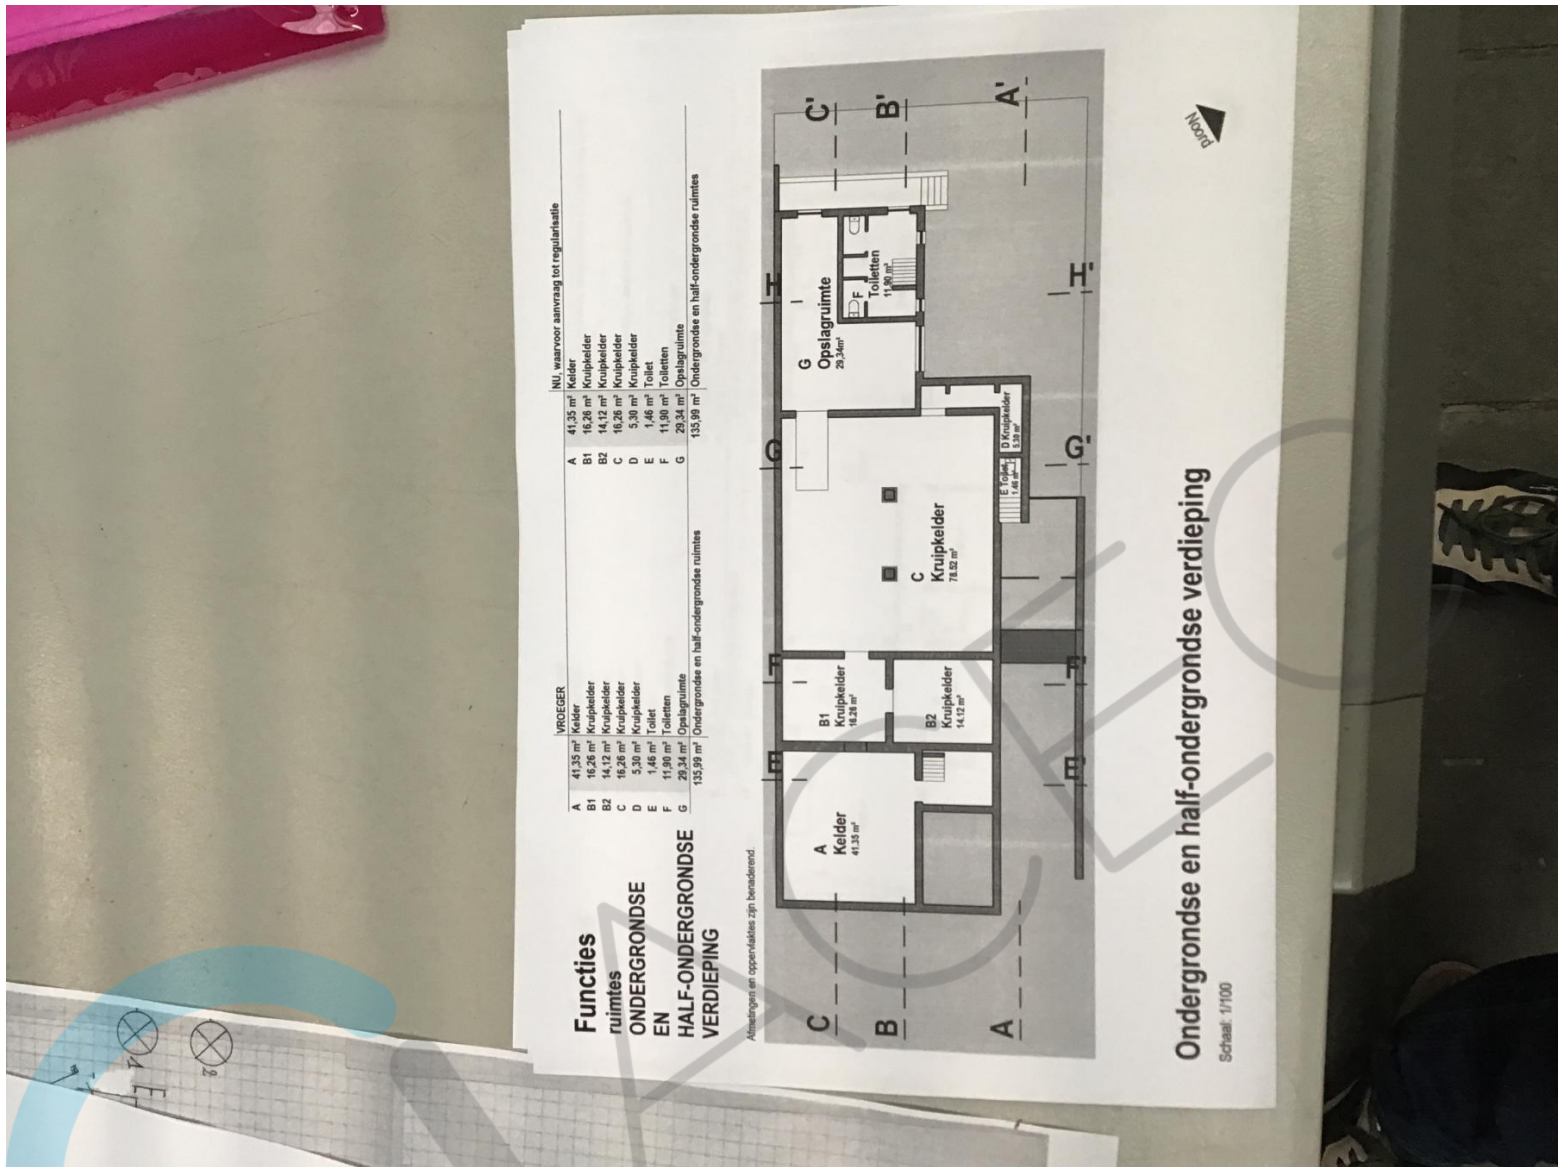 Functies
ruimtes
ONDERGRONDSE
EN
HALF-ONDERGRONDSE
VERDIEPING
VROEGER
A 41,35 m² Kelder
B1 16,26 m² Kruipkelder
B2 14,12 m² Kruipkelder
C 16,26 m² Kruipkelder
D 5,30 m² Kruipkelder
E 1,46 m² Toilet
F 11,90 m² Toiletten
G 29,34 m² Opslagruimte
135,99 m² Ondergrondse en half-ondergrondse ruimtes
NU, waarvoor aanvraag tot regularisatie
A 41,35 m² Kelder
B1 16,26 m² Kruipkelder
B2 14,12 m² Kruipkelder
C 16,26 m² Kruipkelder
D 5,30 m² Kruipkelder
E 1,46 m² Toilet
F 11,90 m² Toiletten
G 29,34 m² Opslagruimte
135,99 m² Ondergrondse en half-ondergrondse ruimtes
Afmetingen en oppervlaktes zijn benaderend.
E F G H
C C'
B B'
A A'
A
Kelder
41,35 m²
B1
Kruipkelder
16.26 m²
B2
Kruipkelder
14.12 m²
C
Kruipkelder
78.52 m²
G
Opslagruimte
29,34m²
F
Toiletten
11,90 m²
E Toilet
1.46 m²
D Kruipkelder
5.30 m²
E' F' G' H'
Noord
Ondergrondse en half-ondergrondse verdieping
Schaal: 1/100